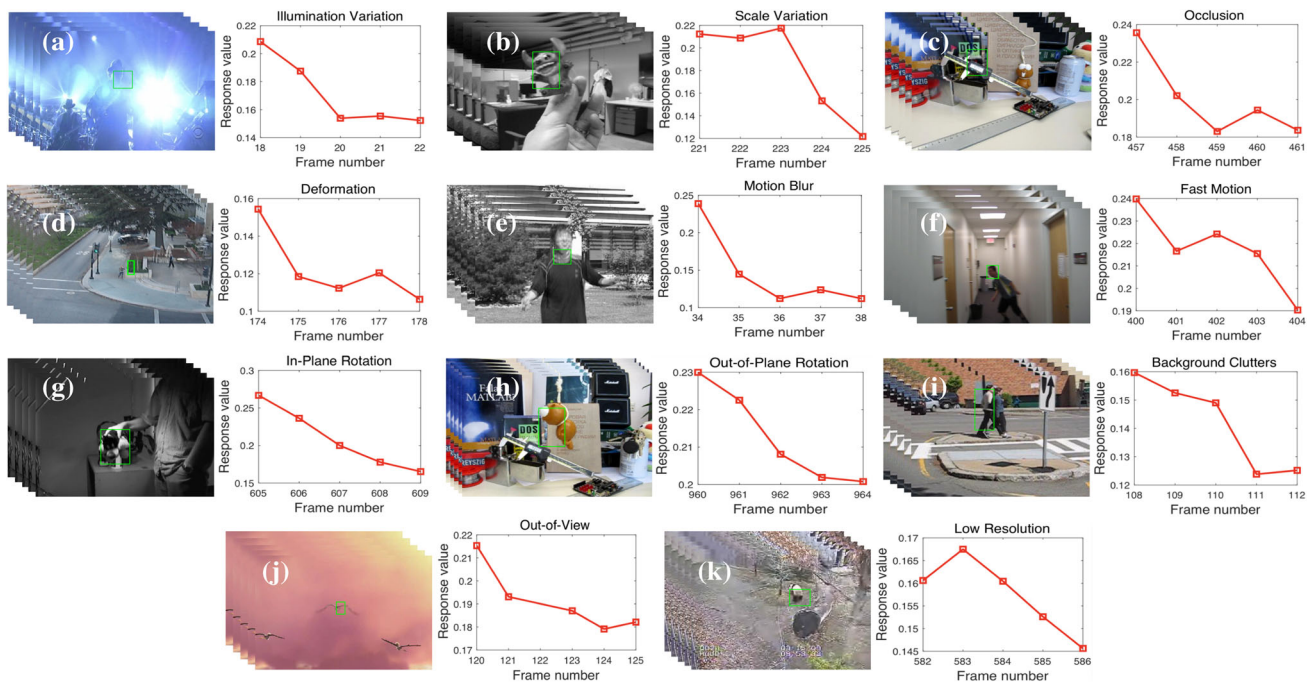 (a)
Illumination Variation
Response value
0.22
0.2
0.18
0.16
0.14
18 19 20 21 22
Frame number
(b)
Scale Variation
Response value
0.22
0.2
0.18
0.16
0.14
0.12
221 222 223 224 225
Frame number
(c)
DOS
Occlusion
Response value
0.24
0.22
0.2
0.18
457 458 459 460 461
Frame number
(d)
Deformation
Response value
0.16
0.14
0.12
0.1
174 175 176 177 178
Frame number
(e)
Motion Blur
Response value
0.25
0.2
0.15
0.1
34 35 36 37 38
Frame number
(f)
Fast Motion
Response value
0.24
0.23
0.22
0.21
0.2
0.19
400 401 402 403 404
Frame number
(g)
In-Plane Rotation
Response value
0.3
0.25
0.2
0.15
0.1
605 606 607 608 609
Frame number
(h)
MATLAB
DOS
Marshall
Out-of-Plane Rotation
Response value
0.23
0.22
0.21
0.2
960 961 962 963 964
Frame number
(i)
Background Clutters
Response value
0.16
0.15
0.14
0.13
0.12
108 109 110 111 112
Frame number
(j)
Out-of-View
Response value
0.22
0.21
0.2
0.19
0.18
0.17
120 121 122 123 124 125
Frame number
(k)
Low Resolution
Response value
0.17
0.165
0.16
0.155
0.15
0.145
582 583 584 585 586
Frame number